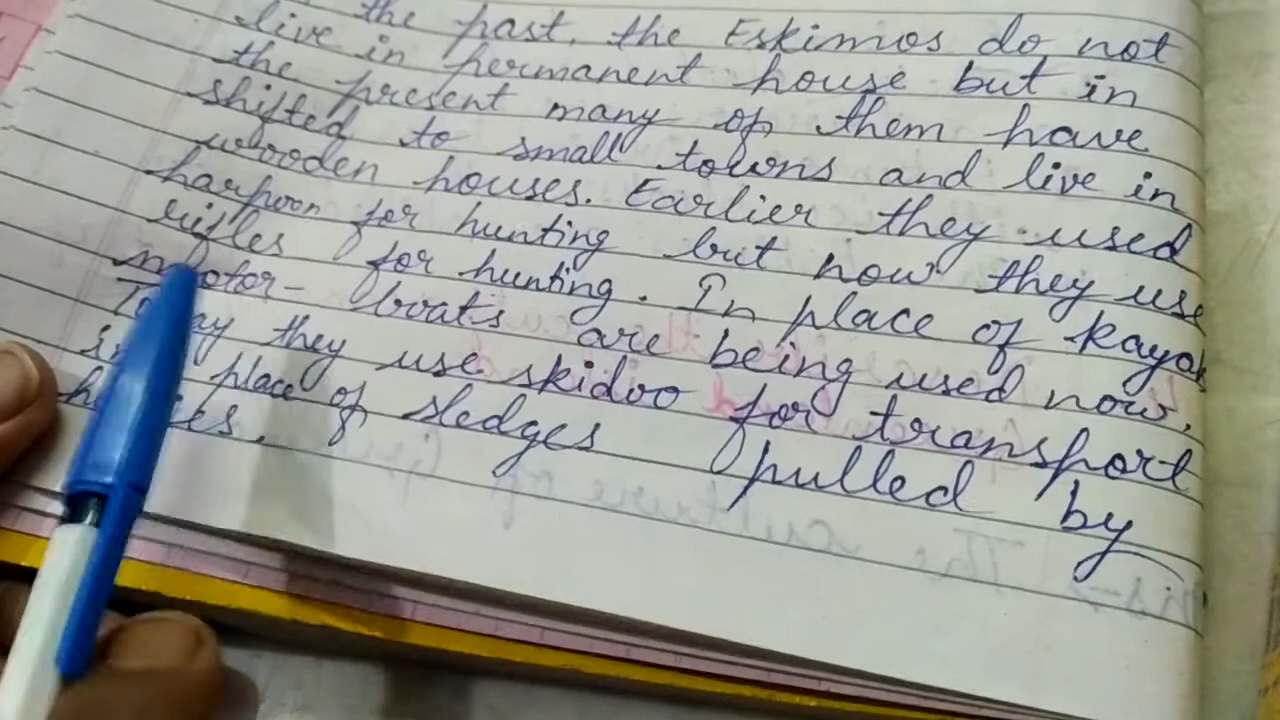 the past, the Eskimos do not
live in permanent house but in
the present many of them have
shifted to small towns and live in
wooden houses. Earlier they used
harpoon for hunting but now they use
rifles for hunting. In place of kayak
motor- boats are being used now.
they use skidoo for transport
place of sledges pulled by